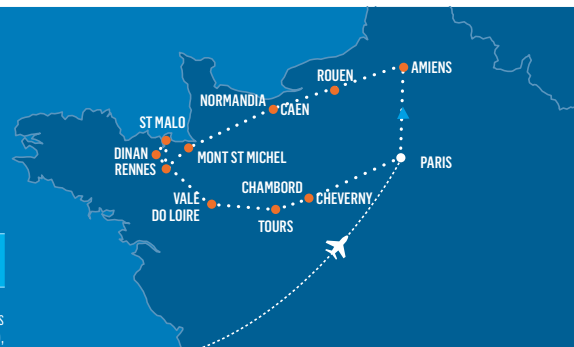 AMIENS
ROUEN
NORMANDIA
CAEN
ST MALO
DINAN
RENNES
MONT ST MICHEL
PARIS
CHAMBORD
CHEVERNY
VALE
DO LOIRE
TOURS